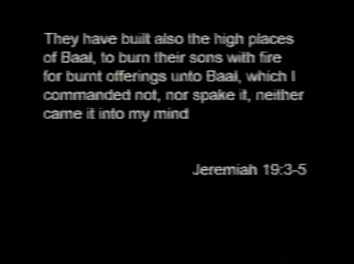 They have built also the high places
of Baal, to burn their sons with fire
for burnt offerings unto Baal, which I
commanded not, nor spake it, neither
came it into my mind
Jeremiah 19:3-5